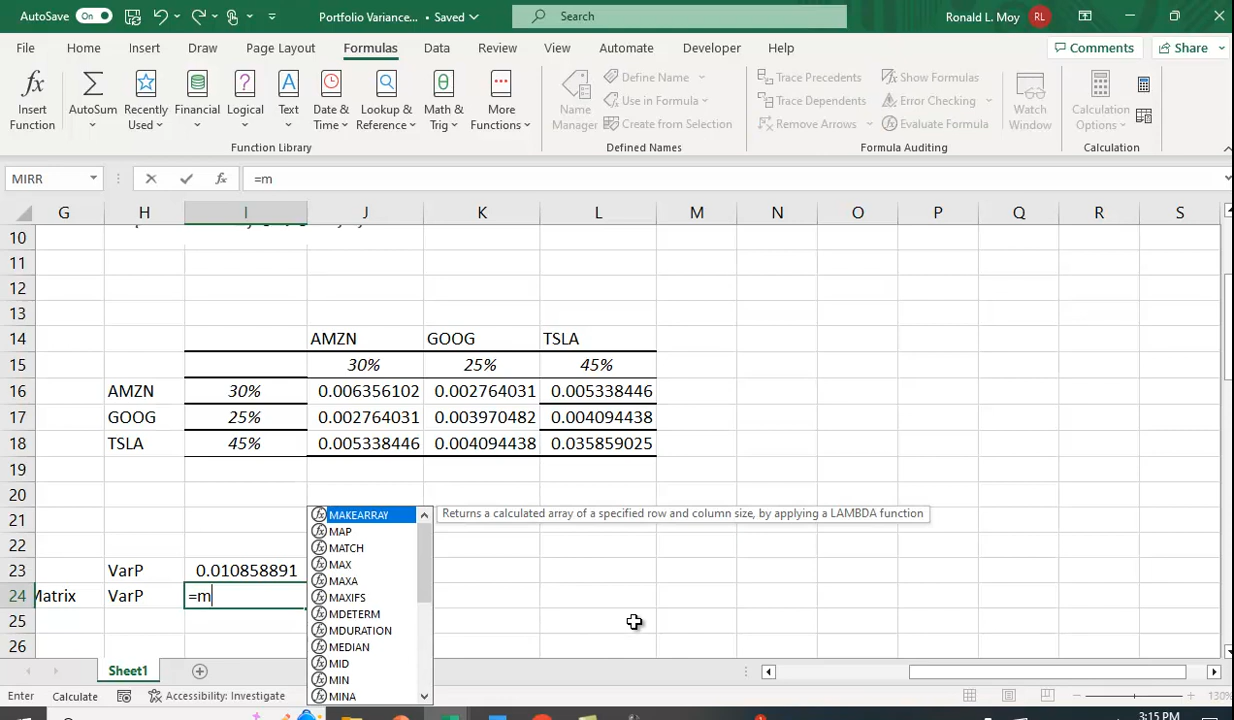 AutoSave On Portfolio Variance... • Saved Search Ronald L. Moy RL
File Home Insert Draw Page Layout Formulas Data Review View Automate Developer Help Comments Share
fx Σ ? A θ
Insert Function AutoSum Recently Used Financial Logical Text Date & Time Lookup & Reference Math & Trig More Functions
Function Library
Name Manager Define Name Use in Formula Create from Selection
Defined Names
Trace Precedents Trace Dependents Remove Arrows Show Formulas Error Checking Evaluate Formula Watch Window
Formula Auditing
Calculation Options
Calculation
MIRR fx =m
G H I J K L M N O P Q R S
10
11
12
13
14 AMZN GOOG TSLA
15 30% 25% 45%
16 AMZN 30% 0.006356102 0.002764031 0.005338446
17 GOOG 25% 0.002764031 0.003970482 0.004094438
18 TSLA 45% 0.005338446 0.004094438 0.035859025
19
20
MAKEARRAY Returns a calculated array of a specified row and column size, by applying a LAMBDA function
21 MAP
22 MATCH
MAX
23 VarP 0.010858891
MAXA
24 Matrix VarP =m MAXIFS
MDETERM
25 MDURATION
26 MEDIAN
MID
MIN
MINA
Sheet1
Enter Calculate Accessibility: Investigate 130%
3:15 PM